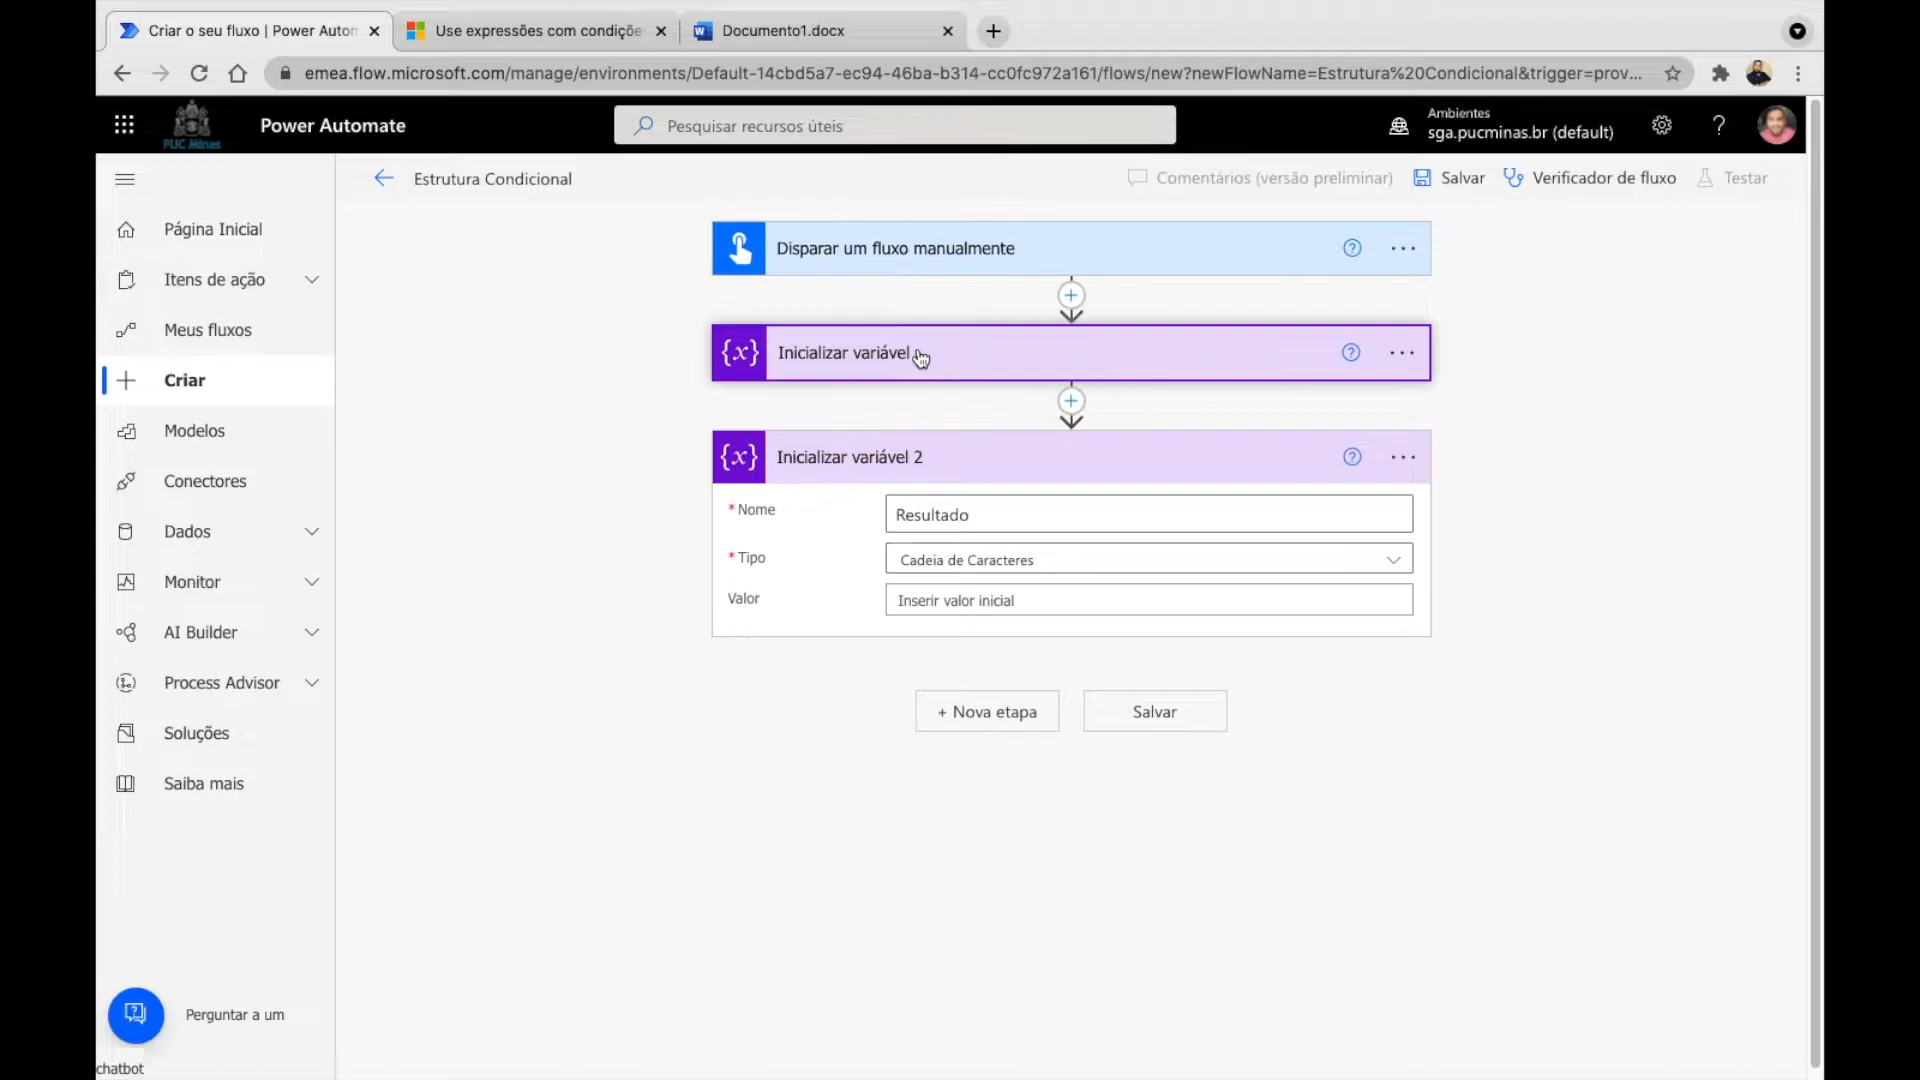 Criar o seu fluxo | Power Autom
Use expressões com condiçõe
Documento1.docx
emea.flow.microsoft.com/manage/environments/Default-14cbd5a7-ec94-46ba-b314-cc0fc972a161/flows/new?newFlowName=Estrutura%20Condicional&trigger=prov...
PUC Minas
Power Automate
Pesquisar recursos úteis
Ambientes
sga.pucminas.br (default)
Estrutura Condicional
Comentários (versão preliminar)
Salvar
Verificador de fluxo
Testar
Página Inicial
Itens de ação
Meus fluxos
Criar
Modelos
Conectores
Dados
Monitor
AI Builder
Process Advisor
Soluções
Saiba mais
Perguntar a um
chatbot
Disparar um fluxo manualmente
{x} Inicializar variável
{x} Inicializar variável 2
* Nome
Resultado
* Tipo
Cadeia de Caracteres
Valor
Inserir valor inicial
+ Nova etapa
Salvar